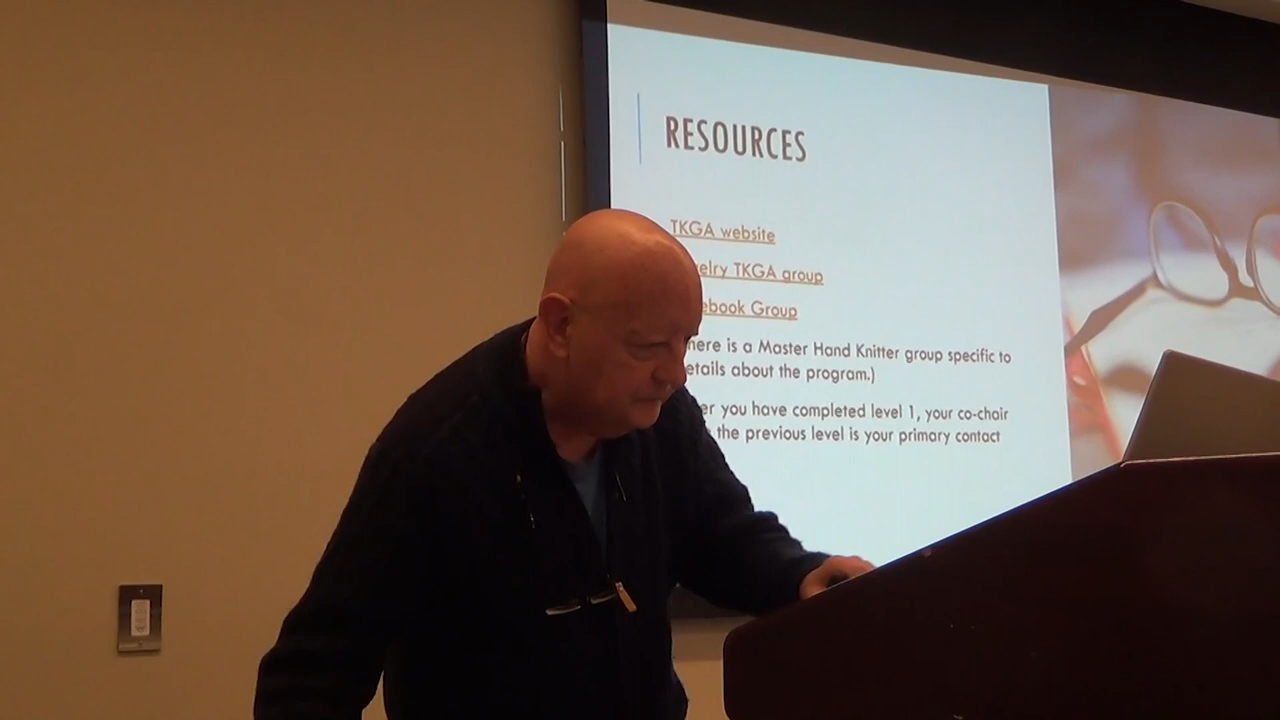 RESOURCES
TKGA website
elry TKGA group
ebook Group
here is a Master Hand Knitter group specific to
etails about the program.)
er you have completed level 1, your co-chair
the previous level is your primary contact